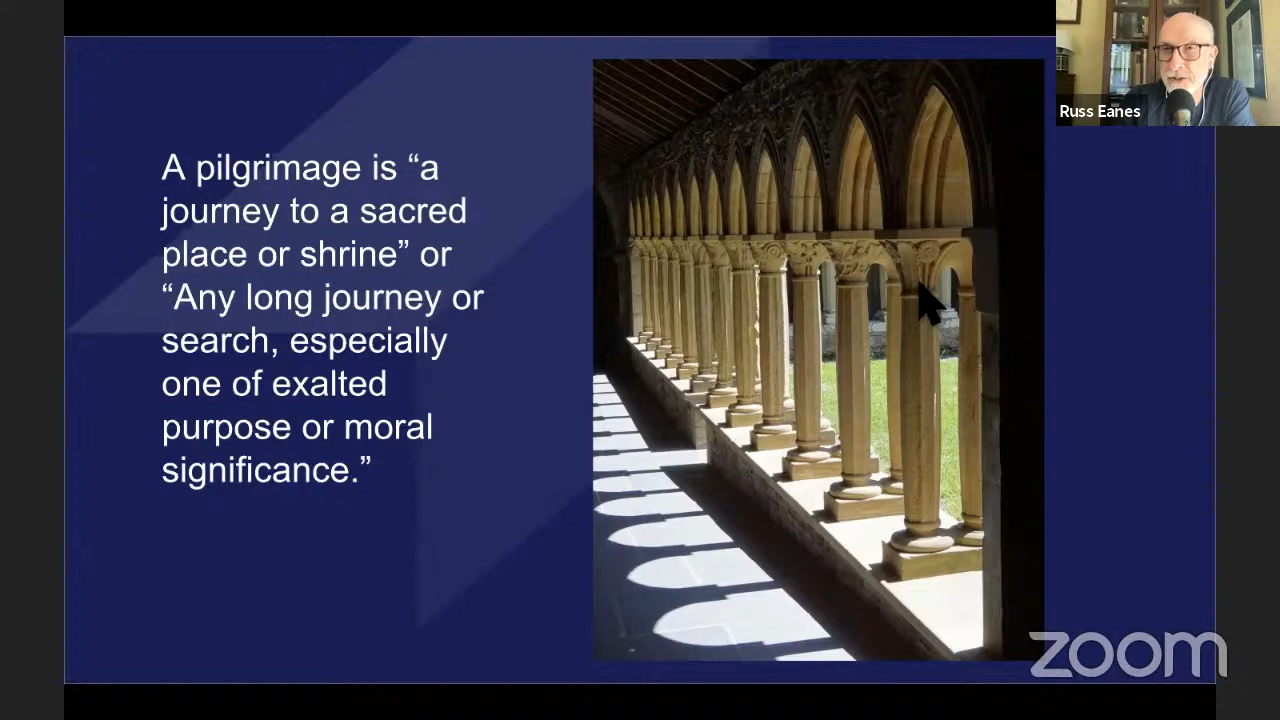 A pilgrimage is “a
journey to a sacred
place or shrine” or
“Any long journey or
search, especially
one of exalted
purpose or moral
significance.”
Russ Eanes
zoom